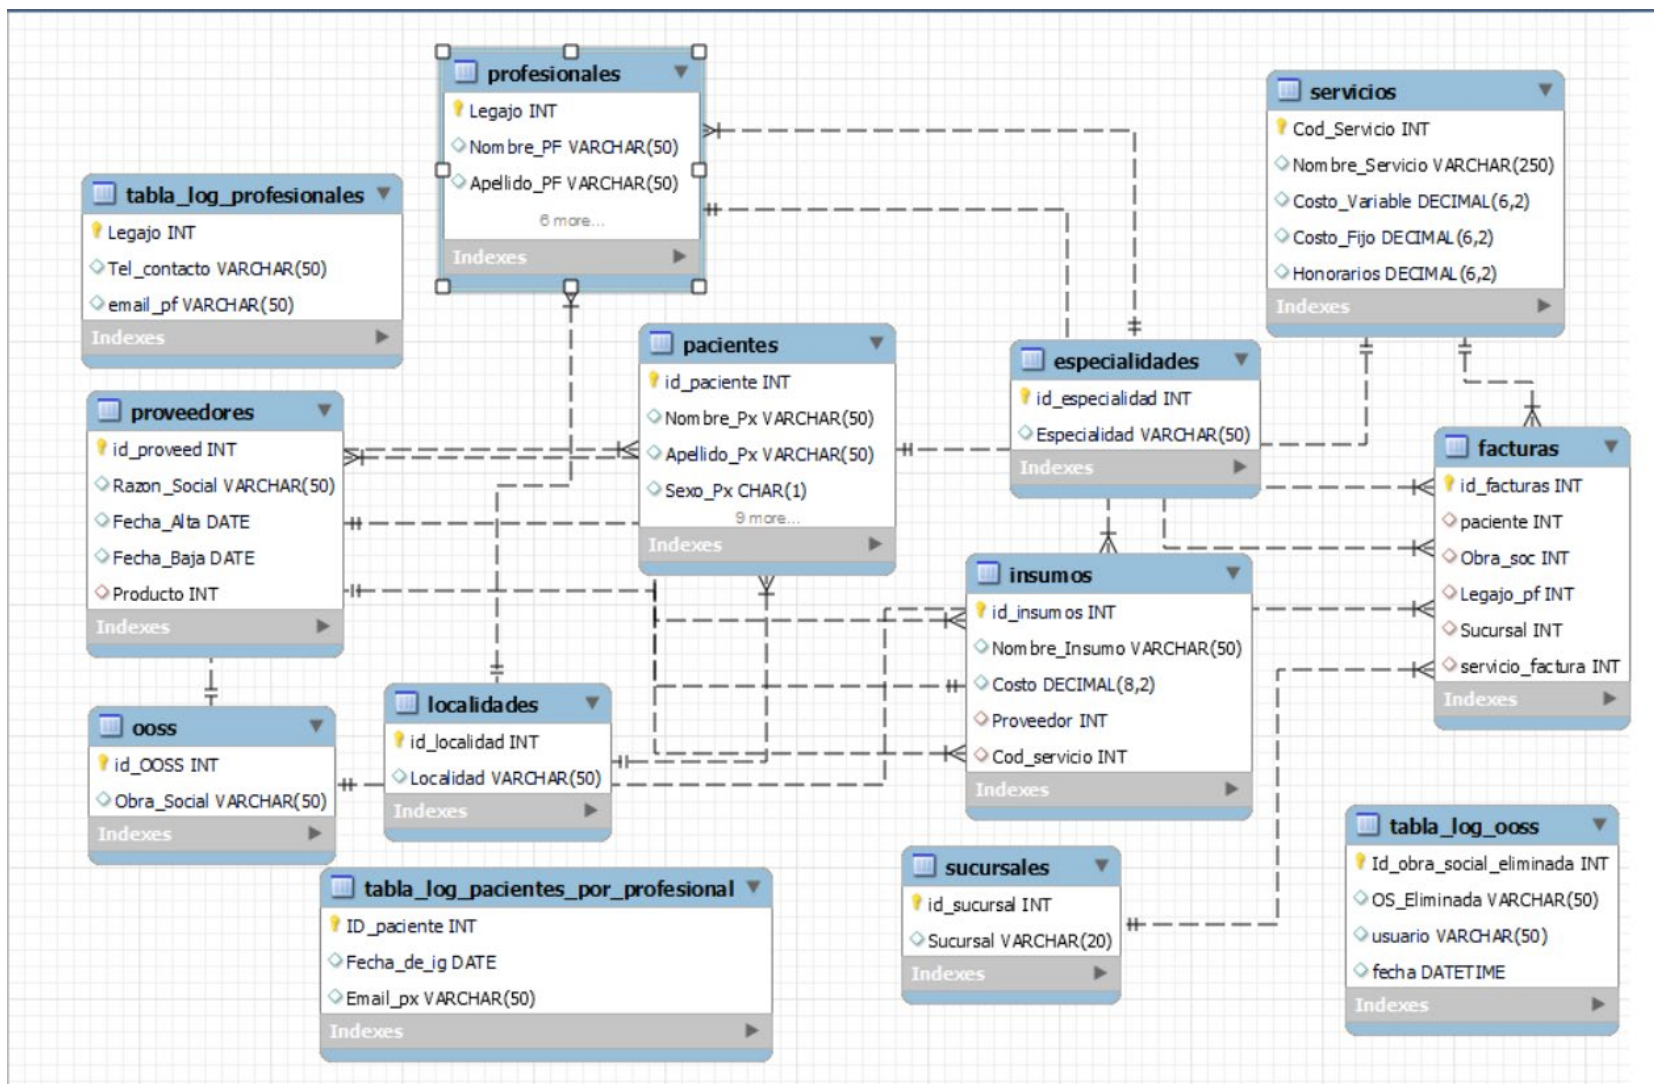 profesionales
Legajo INT
Nombre_PF VARCHAR(50)
Apellido_PF VARCHAR(50)
6 more...
Indexes
servicios
Cod_Servicio INT
Nombre_Servicio VARCHAR(250)
Costo_Variable DECIMAL(6,2)
Costo_Fijo DECIMAL(6,2)
Honorarios DECIMAL(6,2)
Indexes
tabla_log_profesionales
Legajo INT
Tel_contacto VARCHAR(50)
email_pf VARCHAR(50)
Indexes
pacientes
id_paciente INT
Nombre_Px VARCHAR(50)
Apellido_Px VARCHAR(50)
Sexo_Px CHAR(1)
9 more...
Indexes
especialidades
id_especialidad INT
Especialidad VARCHAR(50)
Indexes
proveedores
id_proveed INT
Razon_Social VARCHAR(50)
Fecha_Alta DATE
Fecha_Baja DATE
Producto INT
Indexes
facturas
id_facturas INT
paciente INT
Obra_soc INT
Legajo_pf INT
Sucursal INT
servicio_factura INT
Indexes
insumos
id_insumos INT
Nombre_Insumo VARCHAR(50)
Costo DECIMAL(8,2)
Proveedor INT
Cod_servicio INT
Indexes
ooss
id_OOSS INT
Obra_Social VARCHAR(50)
Indexes
localidades
id_localidad INT
Localidad VARCHAR(50)
Indexes
tabla_log_ooss
Id_obra_social_eliminada INT
OS_Eliminada VARCHAR(50)
usuario VARCHAR(50)
fecha DATETIME
Indexes
sucursales
id_sucursal INT
Sucursal VARCHAR(20)
Indexes
tabla_log_pacientes_por_profesional
ID_paciente INT
Fecha_de_ig DATE
Email_px VARCHAR(50)
Indexes